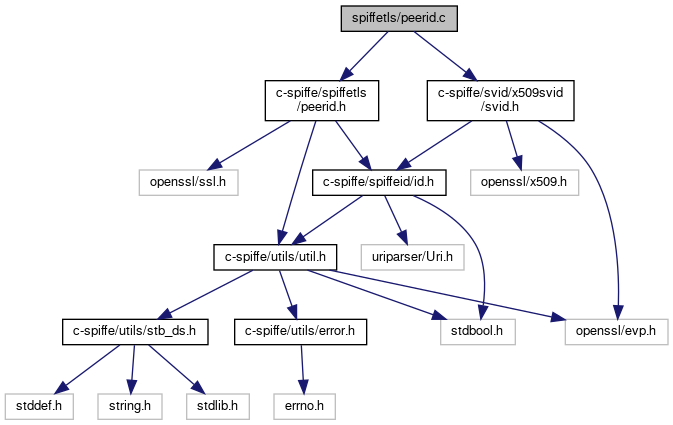 spiffetls/peerid.c
c-spiffe/spiffetls
/peerid.h
c-spiffe/svid/x509svid
/svid.h
openssl/ssl.h
c-spiffe/spiffeid/id.h
openssl/x509.h
c-spiffe/utils/util.h
uriparser/Uri.h
c-spiffe/utils/stb_ds.h
c-spiffe/utils/error.h
stdbool.h
openssl/evp.h
stddef.h
string.h
stdlib.h
errno.h